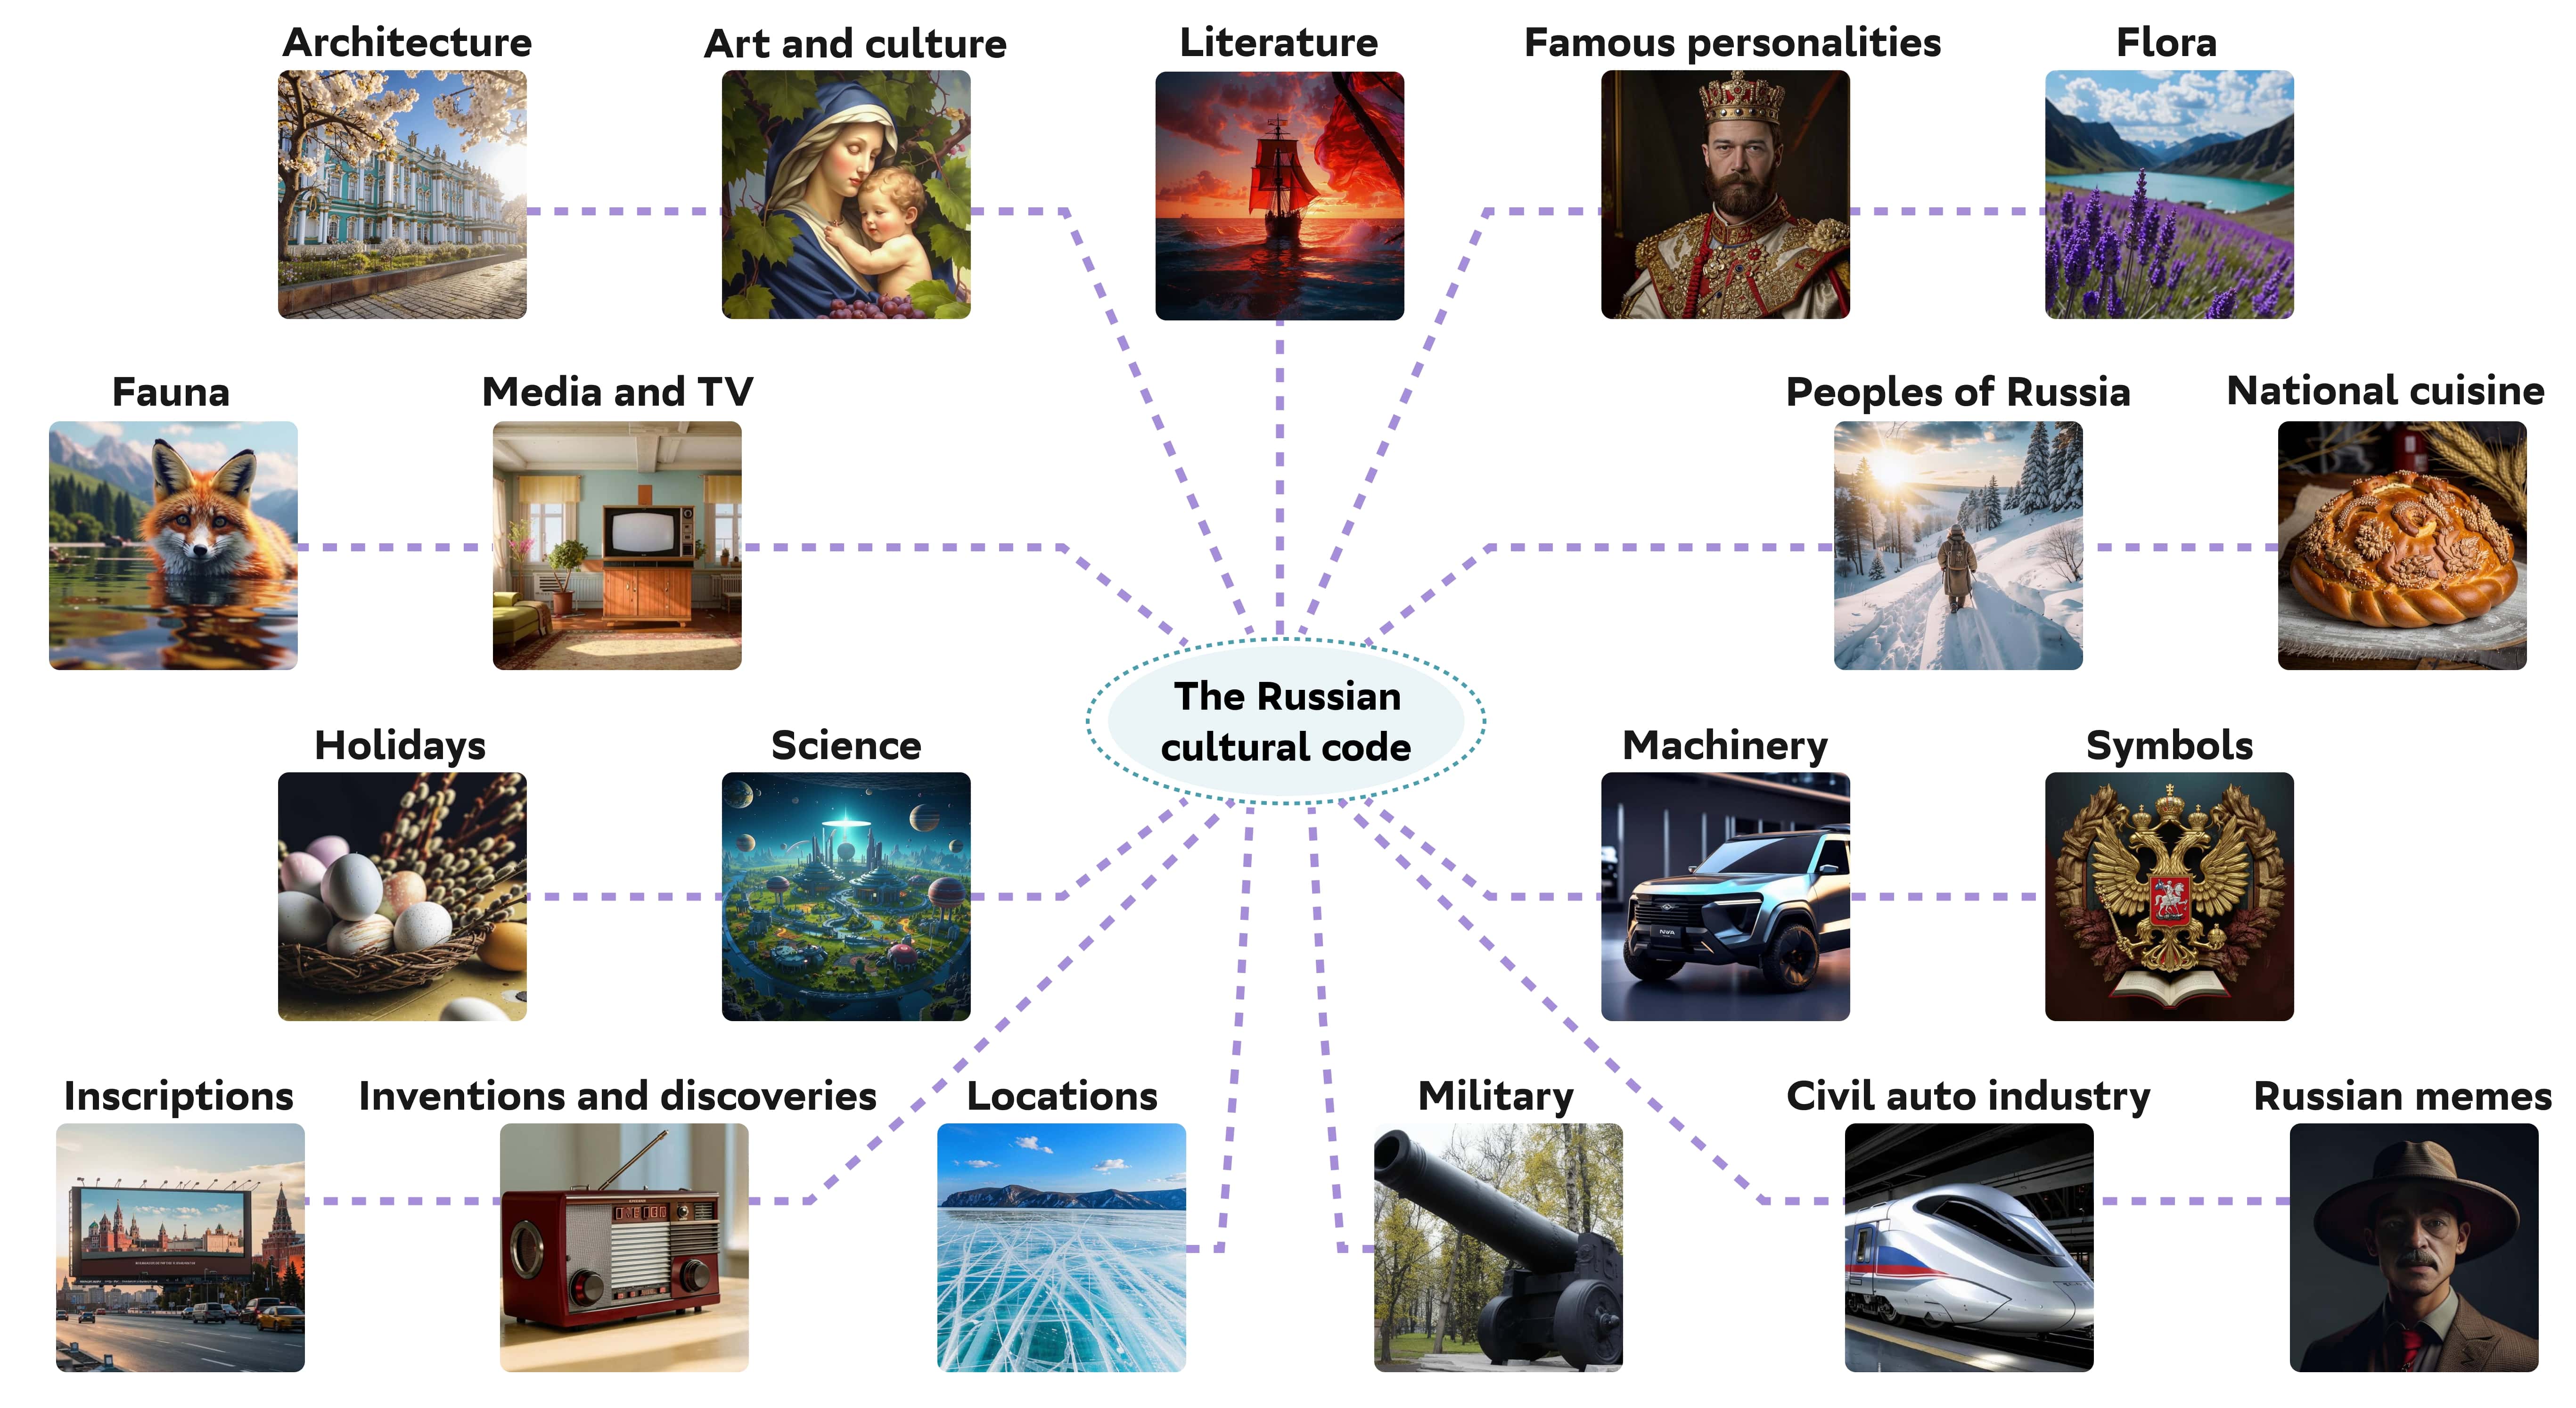 Architecture
Art and culture
Literature
Famous personalities
Flora
Fauna
Media and TV
Peoples of Russia
National cuisine
The Russian
cultural code
Holidays
Science
Machinery
Symbols
Inscriptions
Inventions and discoveries
Locations
Military
Civil auto industry
Russian memes